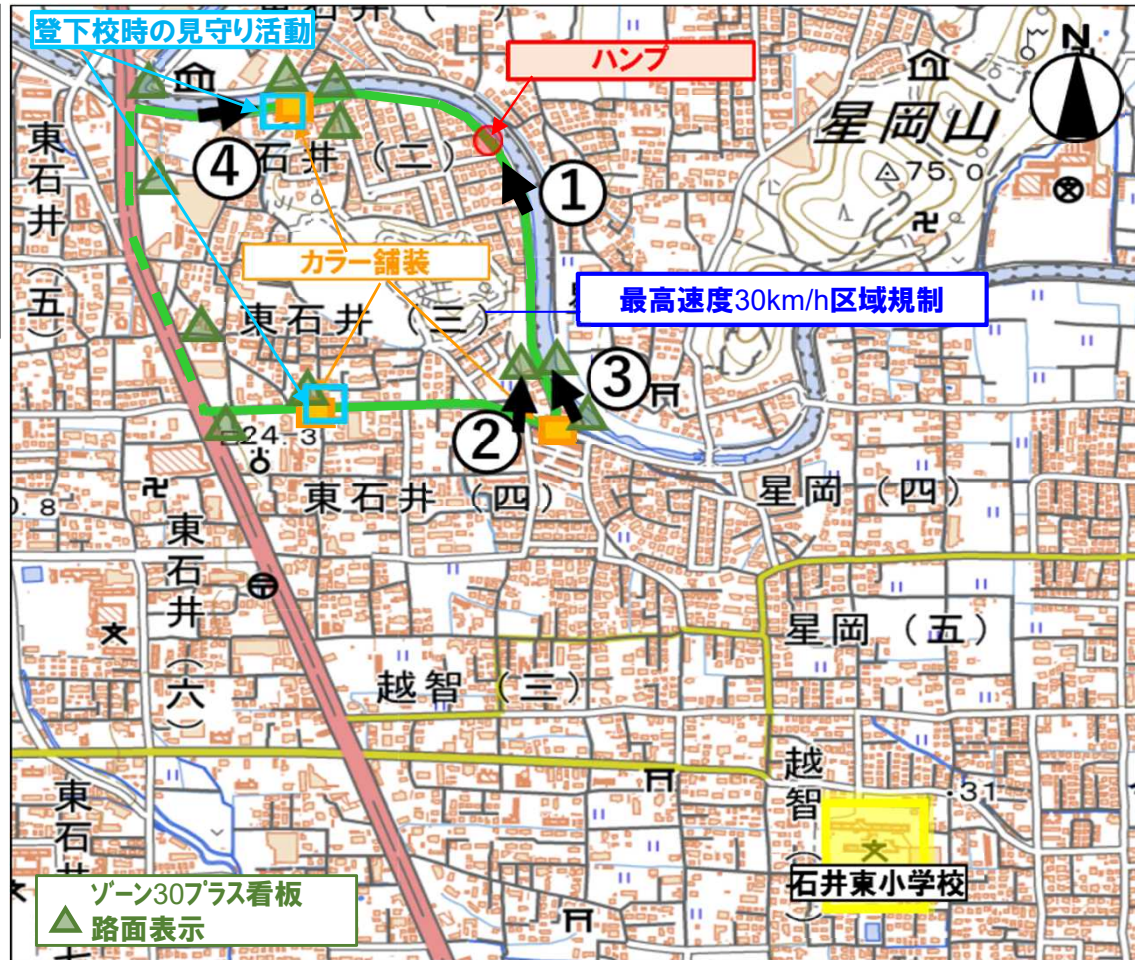 登下校時の見守り活動
ハンプ
N
星岡山
75.0
東石井（五）
④
石井（二）
①
カラー舗装
最高速度30km/h区域規制
東石井（三）
③
②
24.3
東石井（四）
星岡（四）
0.8
東石井（六）
星岡（五）
越智（三）
越智
31
東石井
石井東小学校
ゾーン30プラス看板
路面表示